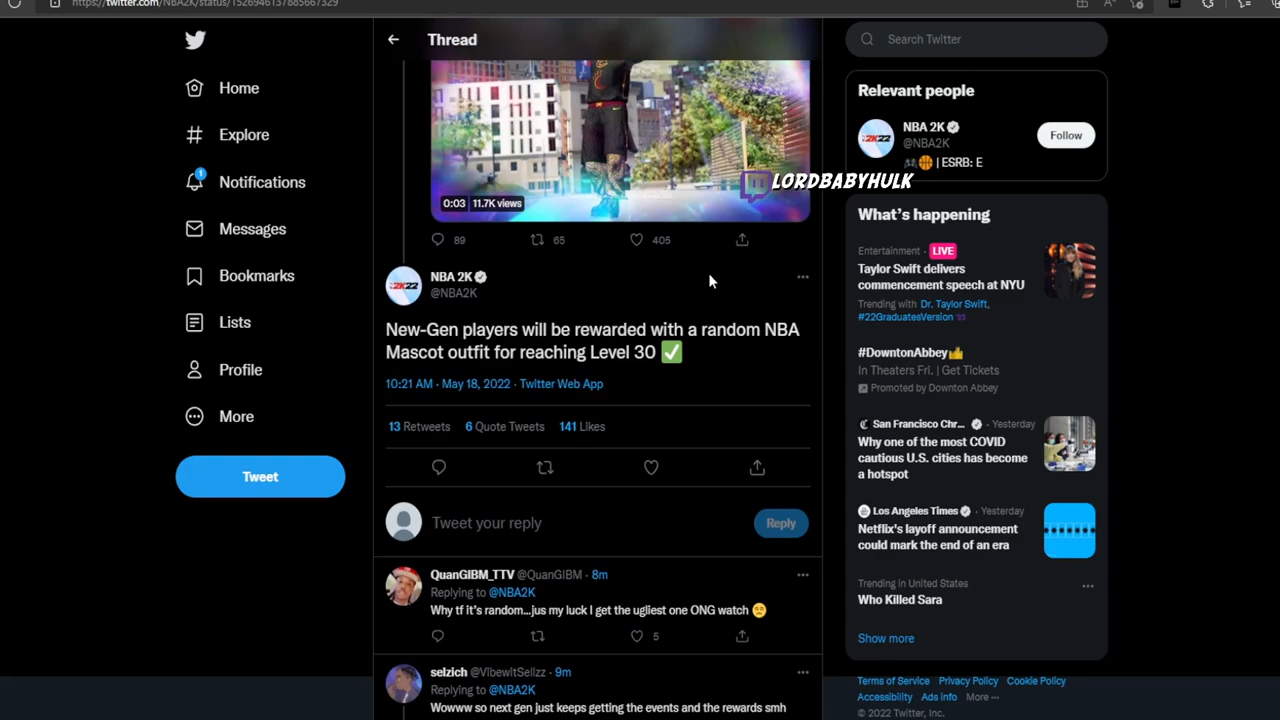 https://twitter.com/NBA2K/status/1526946137885667329
Home
Explore
1
Notifications
Messages
Bookmarks
Lists
Profile
More
Tweet
Thread
0:03 11.7K views
LORDBABYHULK
89 65 405
NBA 2K
@NBA2K
New-Gen players will be rewarded with a random NBA
Mascot outfit for reaching Level 30
10:21 AM · May 18, 2022 · Twitter Web App
13 Retweets 6 Quote Tweets 141 Likes
Tweet your reply
Reply
QuanGIBM_TTV @QuanGIBM · 8m
Replying to @NBA2K
Why tf it's random...jus my luck I get the ugliest one ONG watch
5
selzich @VibewitSellzz · 9m
Replying to @NBA2K
Wowww so next gen just keeps getting the events and the rewards smh
Search Twitter
Relevant people
2K22
NBA 2K
@NBA2K
| ESRB: E
Follow
What's happening
Entertainment · LIVE
Taylor Swift delivers
commencement speech at NYU
Trending with Dr. Taylor Swift,
#22GraduatesVersion
#DowntonAbbey
In Theaters Fri. | Get Tickets
Promoted by Downton Abbey
San Francisco Chr... · Yesterday
Why one of the most COVID
cautious U.S. cities has become
a hotspot
Los Angeles Times · Yesterday
Netflix's layoff announcement
could mark the end of an era
Trending in United States
Who Killed Sara
Show more
Terms of Service Privacy Policy Cookie Policy
Accessibility Ads info More ···
© 2022 Twitter, Inc.